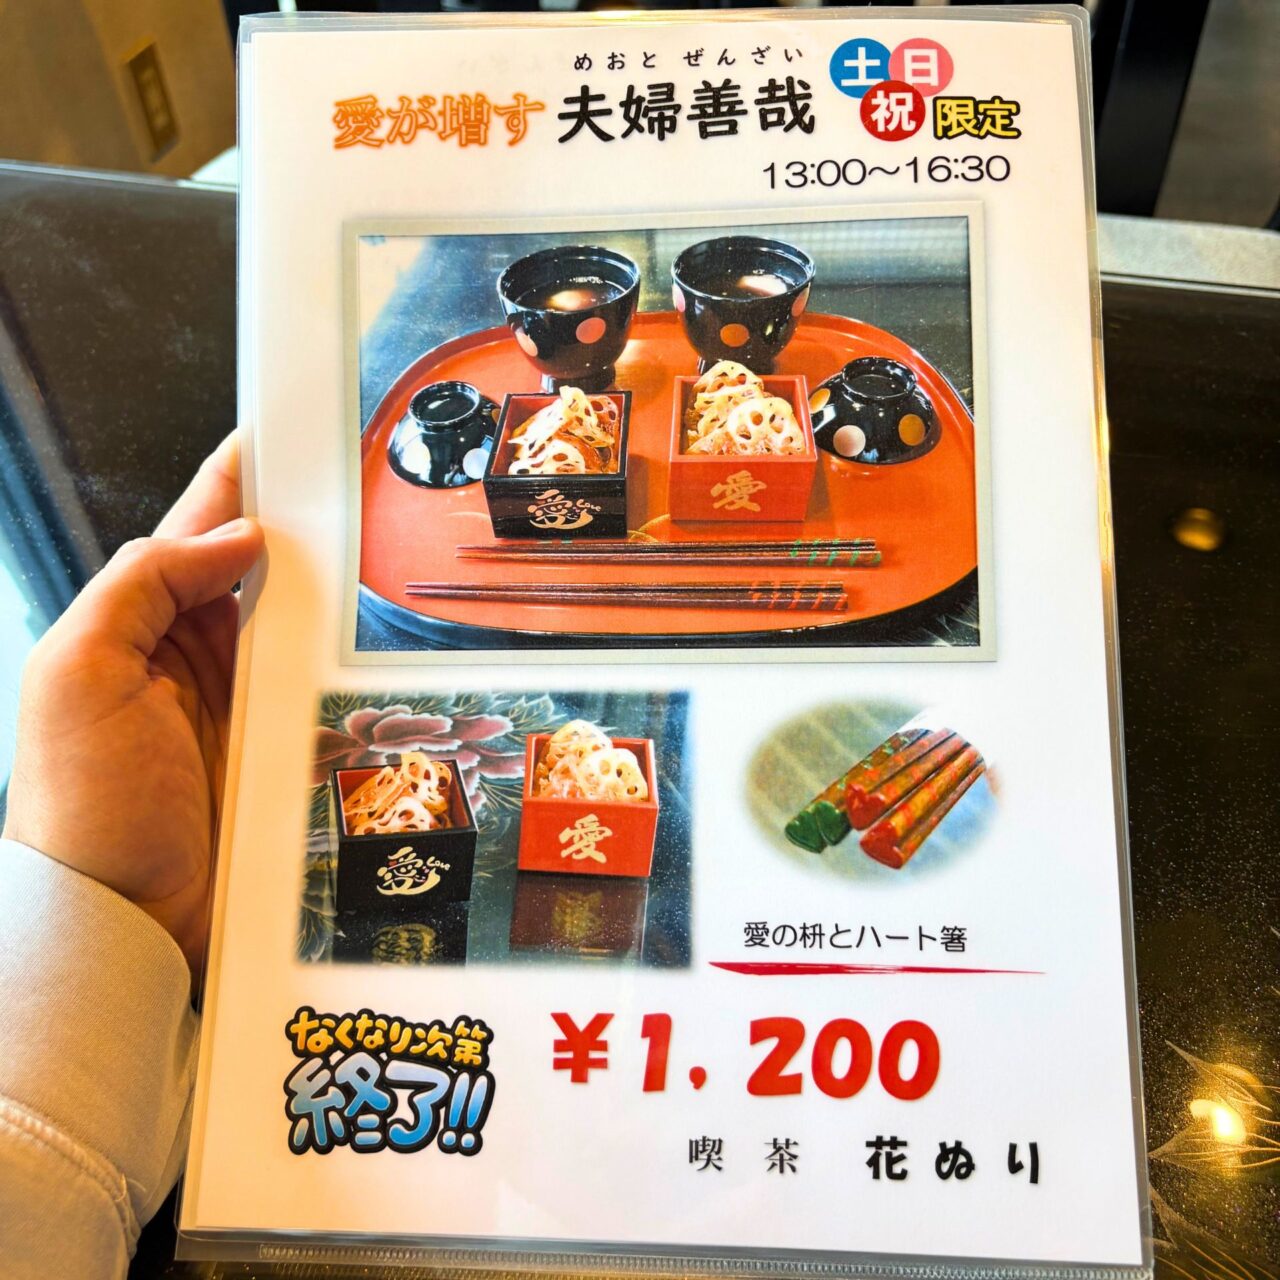 めおと ぜんざい
愛が増す 夫婦善哉 土日祝限定
13:00～16:30
愛 Love
愛
愛 Love
愛
愛の枡とハート箸
なくなり次第
終了!!
￥1,200
喫茶 花ぬり